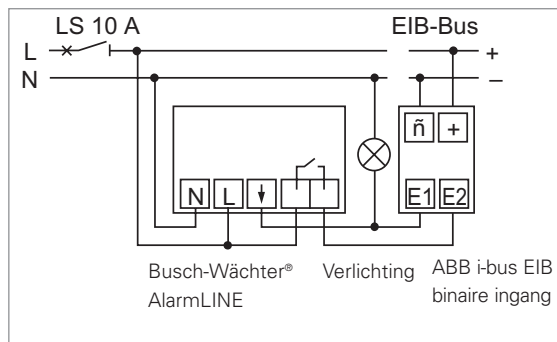 LS 10 A EIB-Bus
L +
N –
ñ +
N L E1 E2
Busch-Wächter® Verlichting ABB i-bus EIB
AlarmLINE binaire ingang